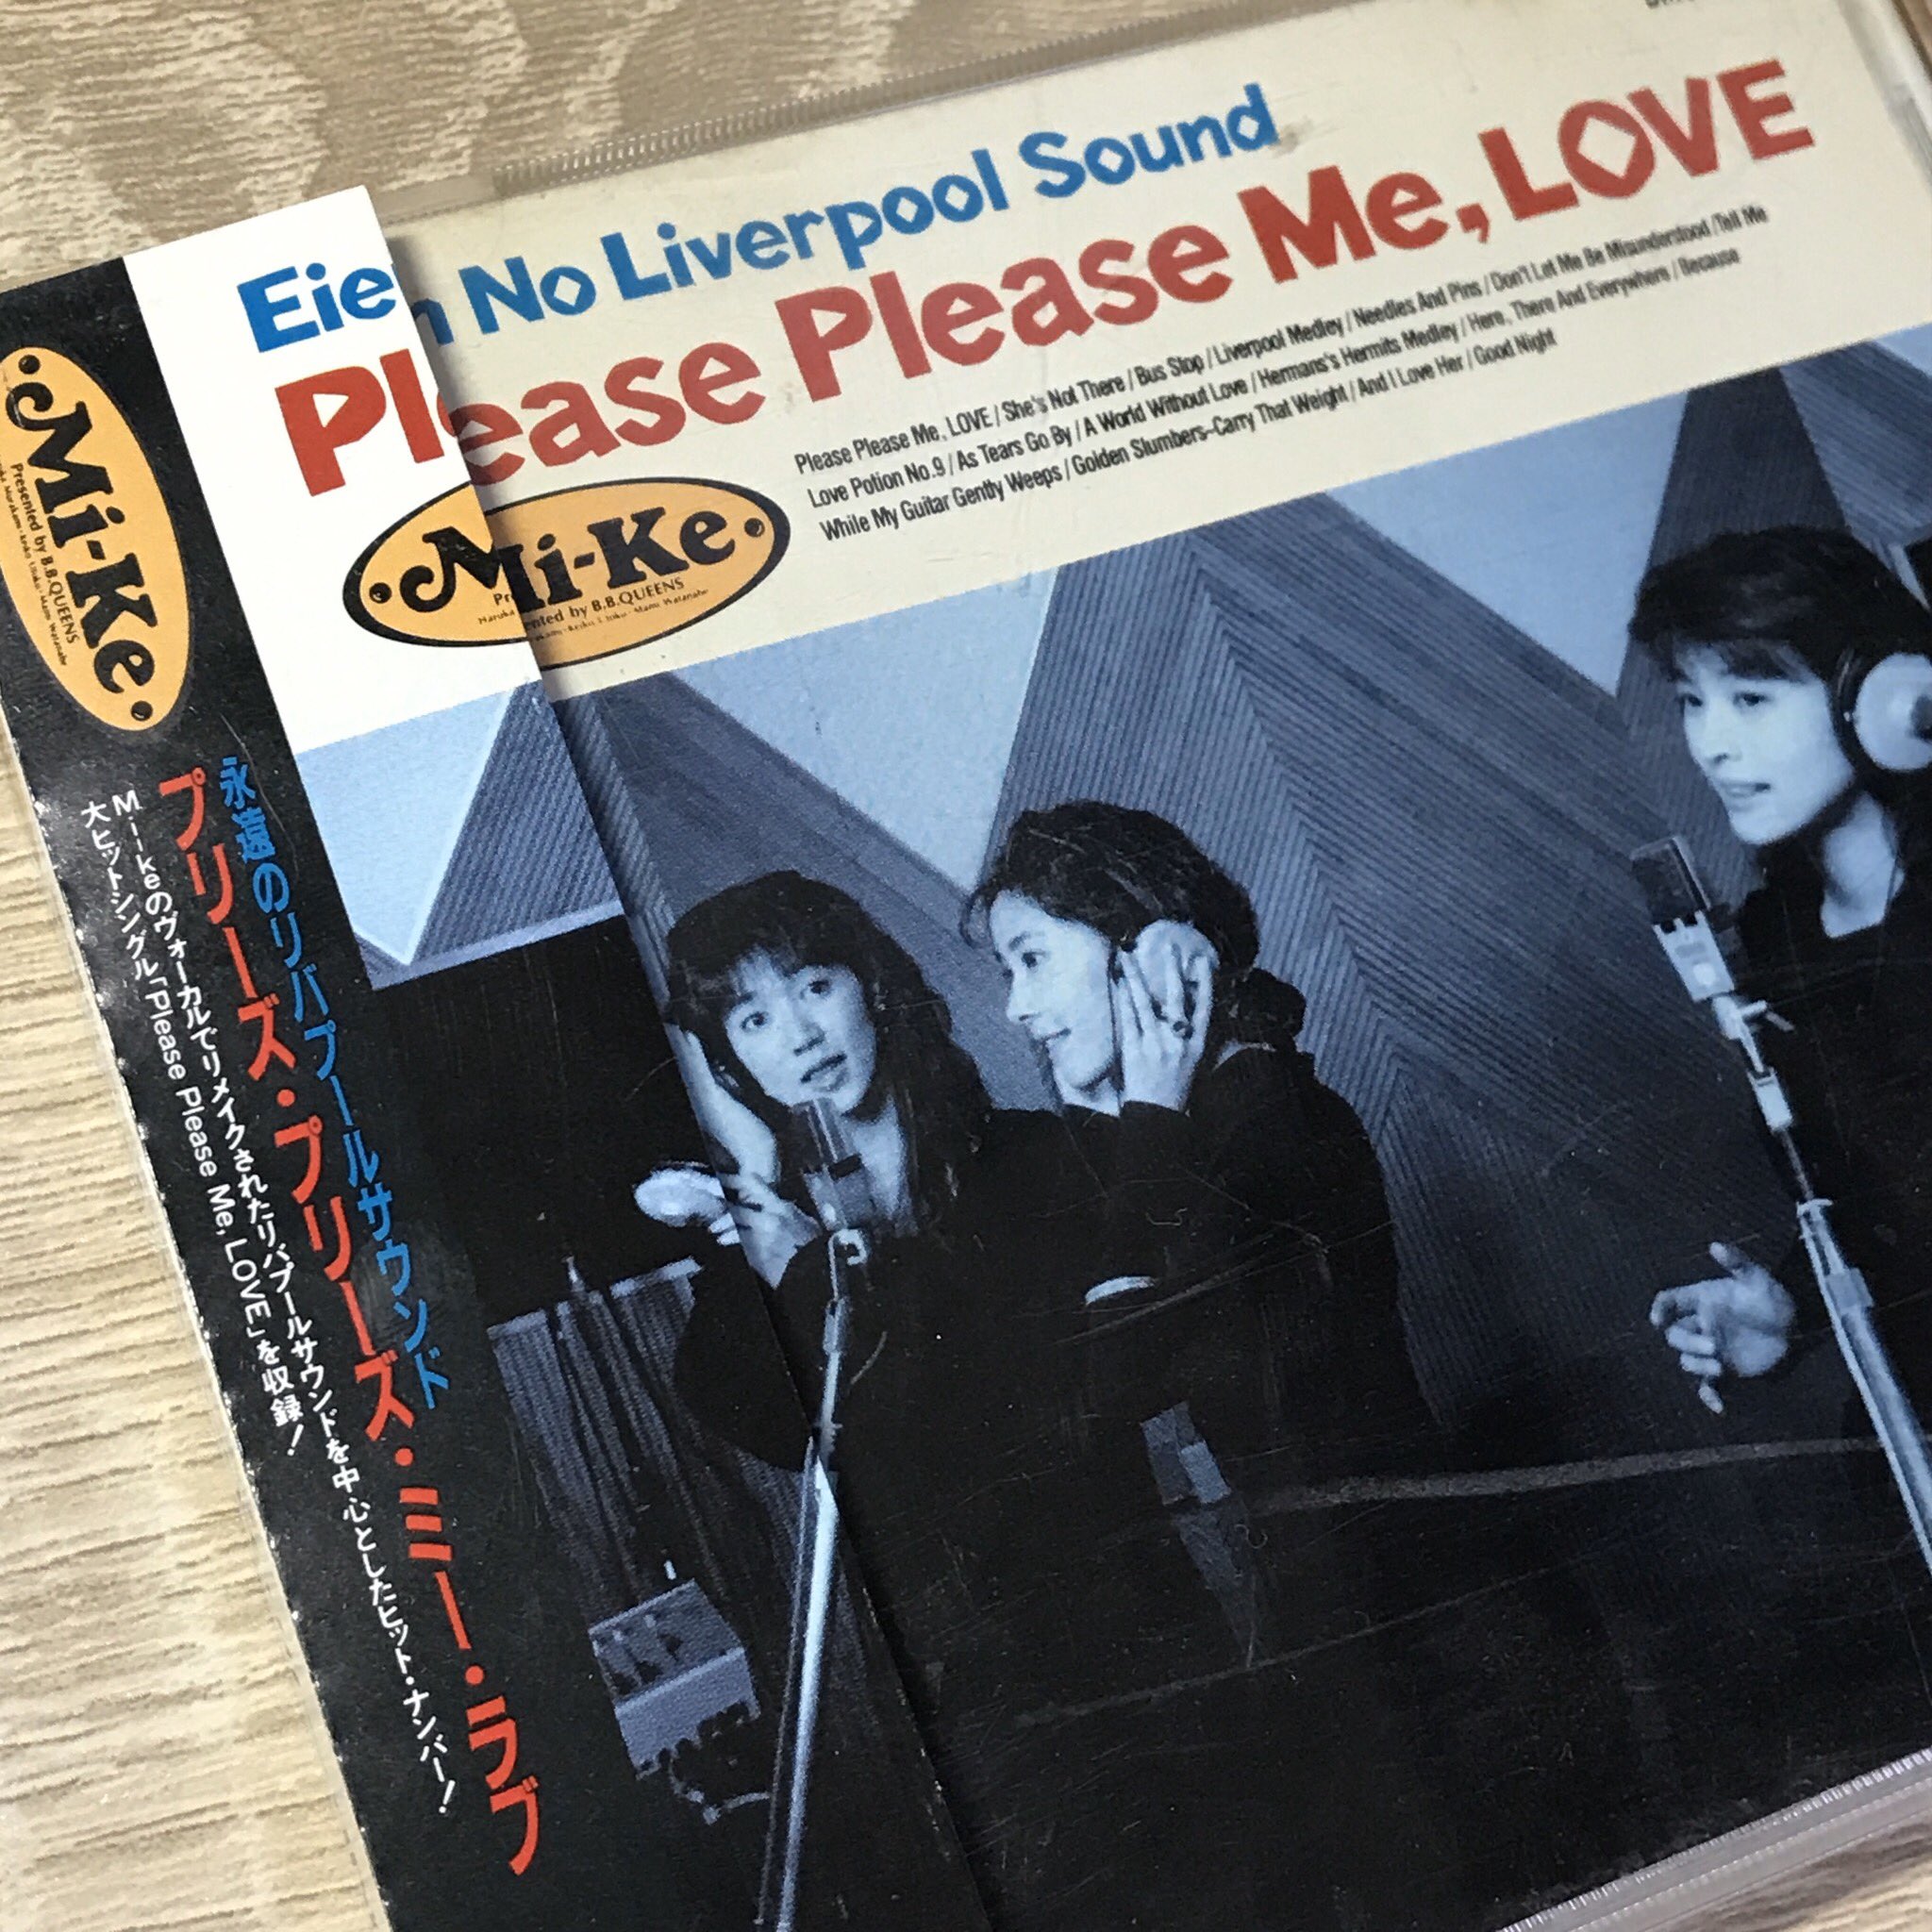 Eien No Liverpool Sound
Please Please Me, LOVE
Please Please Me, LOVE / She's Not There / Bus Stop / Liverpool Medley / Needles And Pins / Don't Let Me Be Misunderstood / Tell Me
Love Potion No.9 / As Tears Go By / A World Without Love / Hermans's Hermits Medley / Here, There And Everywhere / Because
While My Guitar Gently Weeps / Golden Slumbers–Carry That Weight / And I Love Her / Good Night
Mi-Ke
Presented by B.B.QUEENS
Mi-Ke
Presented by B.B.QUEENS
永遠のリバプールサウンド
プリーズ・プリーズ・ミー・ラブ
Mi-keのヴォーカルでリメイクされたリバプールサウンドを中心としたヒット・ナンバー！
大ヒットシングル「Please Please Me, LOVE」を収録！